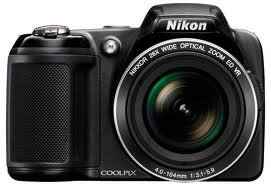 Nikon
NIKKOR 26X WIDE OPTICAL ZOOM ED VR
4.0-104mm 1:3.1-5.9
COOLPIX